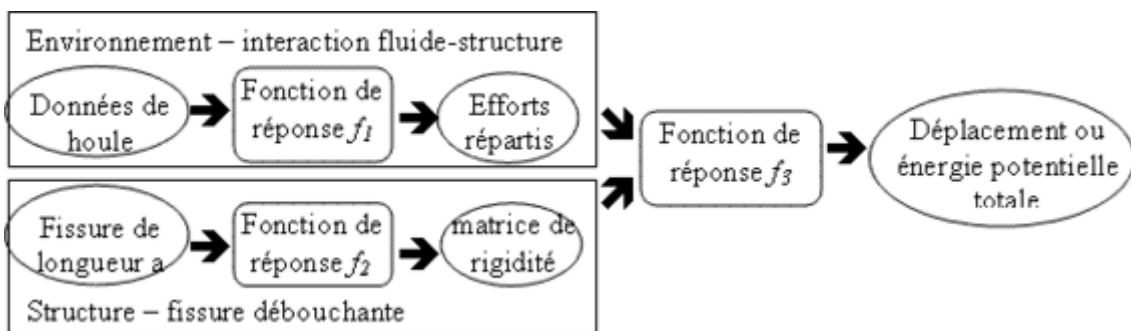 Environnement – interaction fluide-structure
Données de
houle
Fonction de
réponse f1
Efforts
répartis
Fissure de
longueur a
Fonction de
réponse f2
matrice de
rigidité
Structure – fissure débouchante
Fonction de
réponse f3
Déplacement ou
énergie potentielle
totale